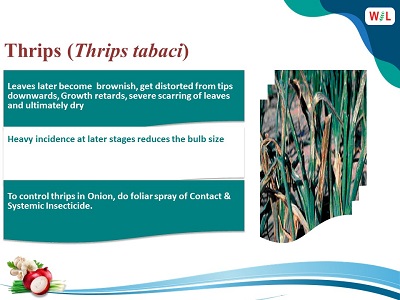 W L
Thrips (Thrips tabaci)
Leaves later become brownish, get distorted from tips
downwards, Growth retards, severe scarring of leaves
and ultimately dry
Heavy incidence at later stages reduces the bulb size
To control thrips in Onion, do foliar spray of Contact &
Systemic Insecticide.